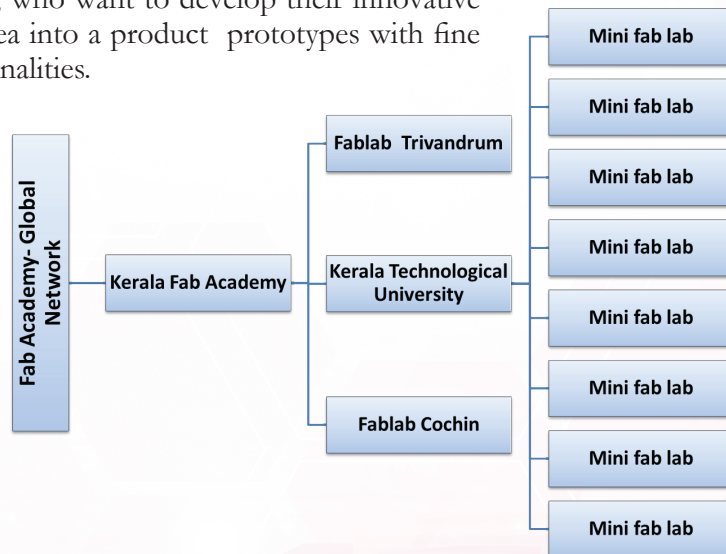 who want to develop their innovative
ea into a product prototypes with fine
nalities.
Fab Academy- Global
Network
Kerala Fab Academy
Fablab Trivandrum
Kerala Technological
University
Fablab Cochin
Mini fab lab
Mini fab lab
Mini fab lab
Mini fab lab
Mini fab lab
Mini fab lab
Mini fab lab
Mini fab lab